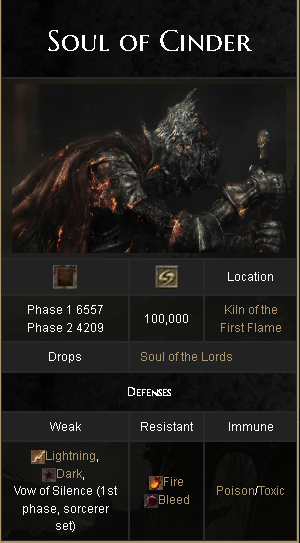 Soul of Cinder
Location
Phase 1 6557
Phase 2 4209
100,000
Kiln of the
First Flame
Drops
Soul of the Lords
Defenses
Weak
Resistant
Immune
Lightning,
Dark,
Vow of Silence (1st
phase, sorcerer
set)
Fire
Bleed
Poison/Toxic